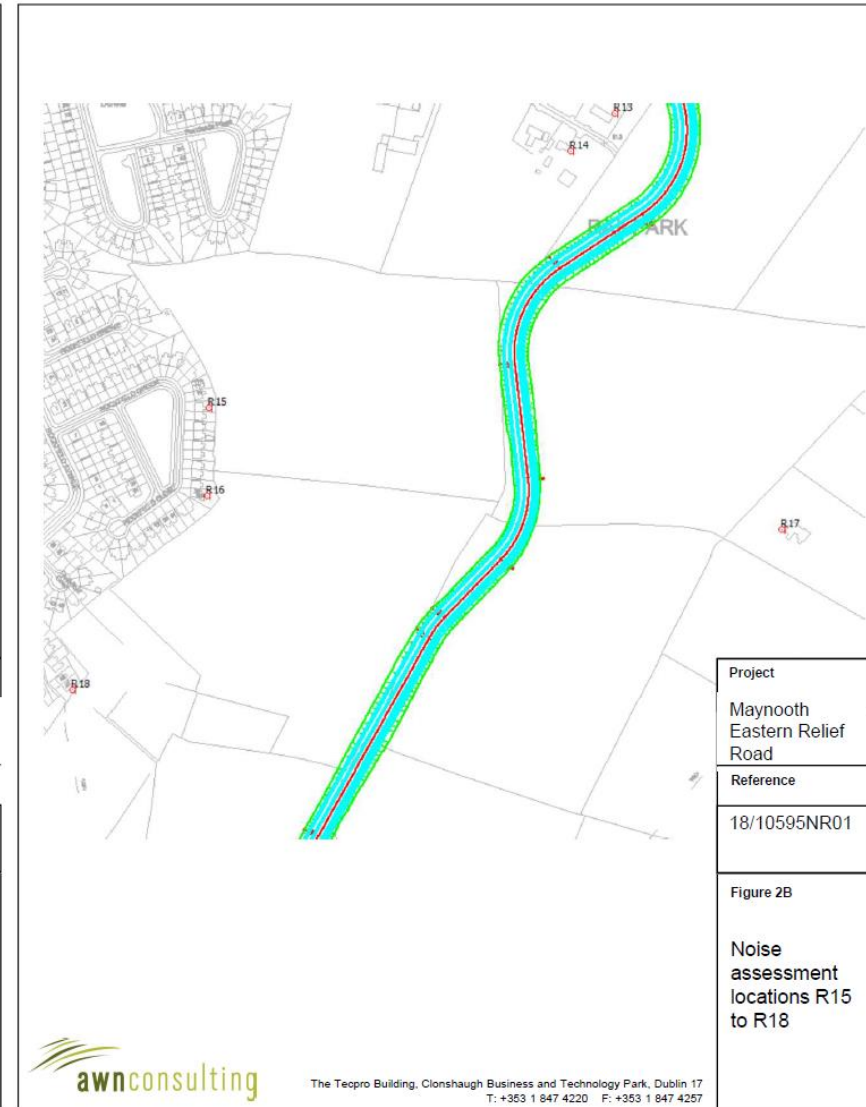 R13
R14
R15
R16
R17
R18
Project
Maynooth
Eastern Relief
Road
Reference
18/10595NR01
Figure 2B
Noise
assessment
locations R15
to R18
awnconsulting
The Tecpro Building, Clonshaugh Business and Technology Park, Dublin 17
T: +353 1 847 4220 F: +353 1 847 4257